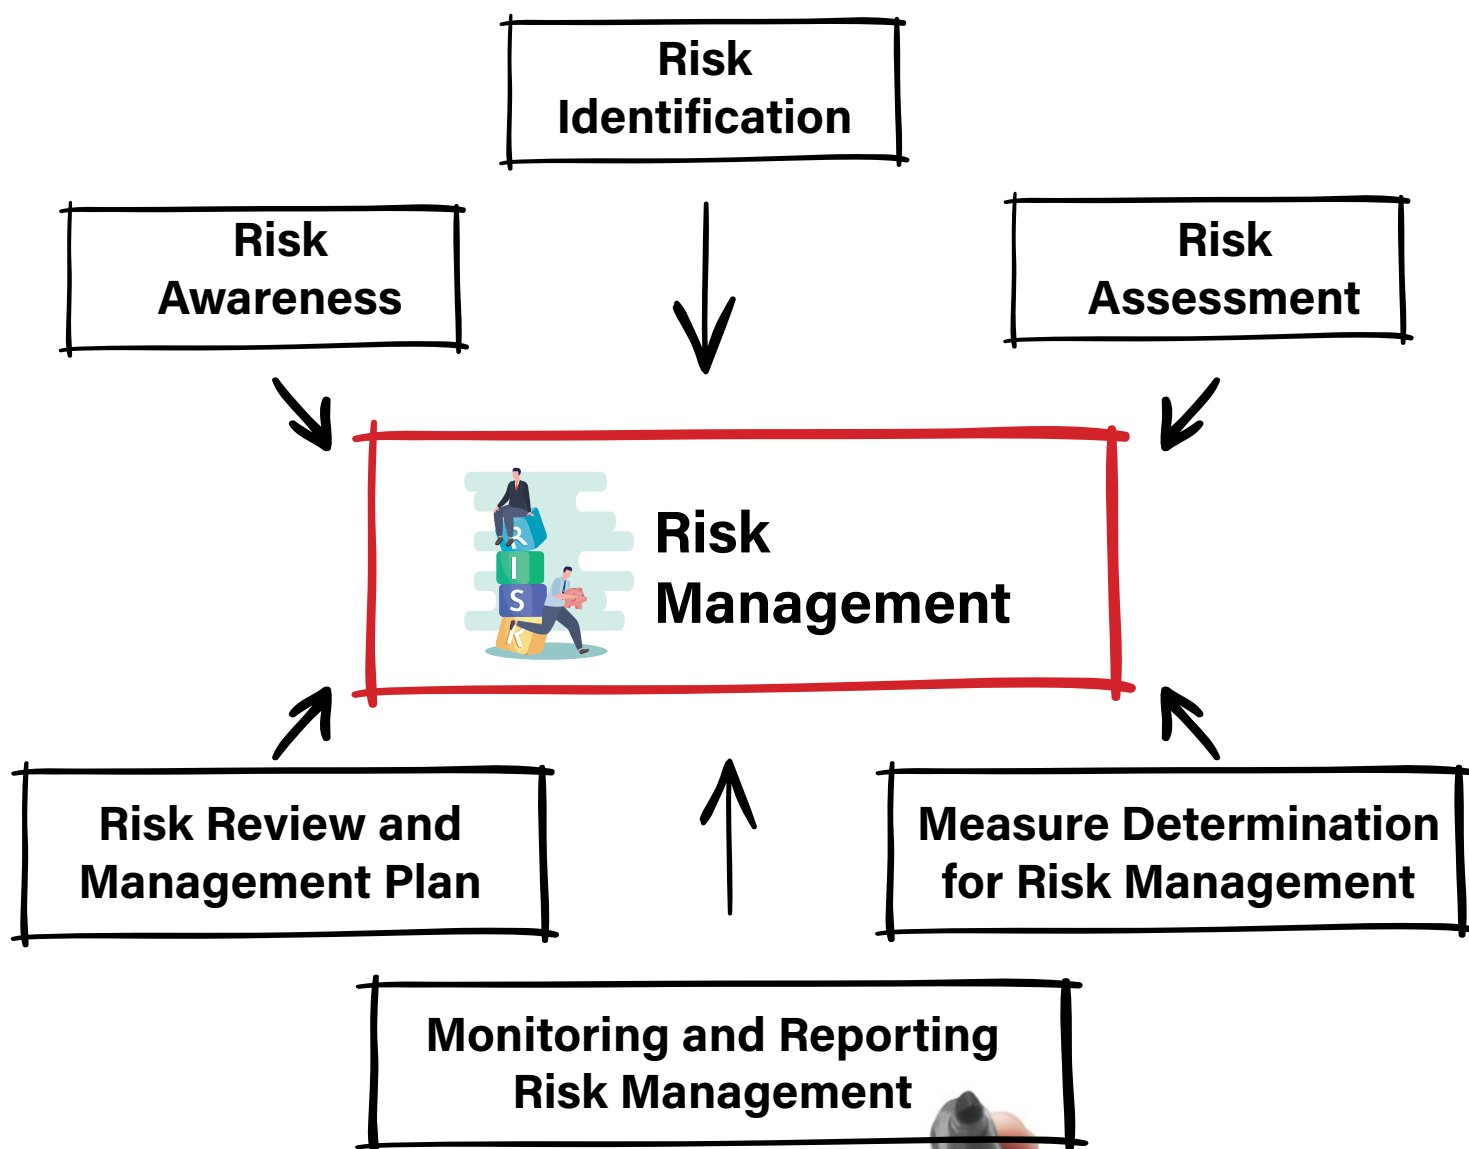 Risk
Identification
Risk
Awareness
Risk
Assessment
R
I
S
K
Risk
Management
Risk Review and
Management Plan
Measure Determination
for Risk Management
Monitoring and Reporting
Risk Management